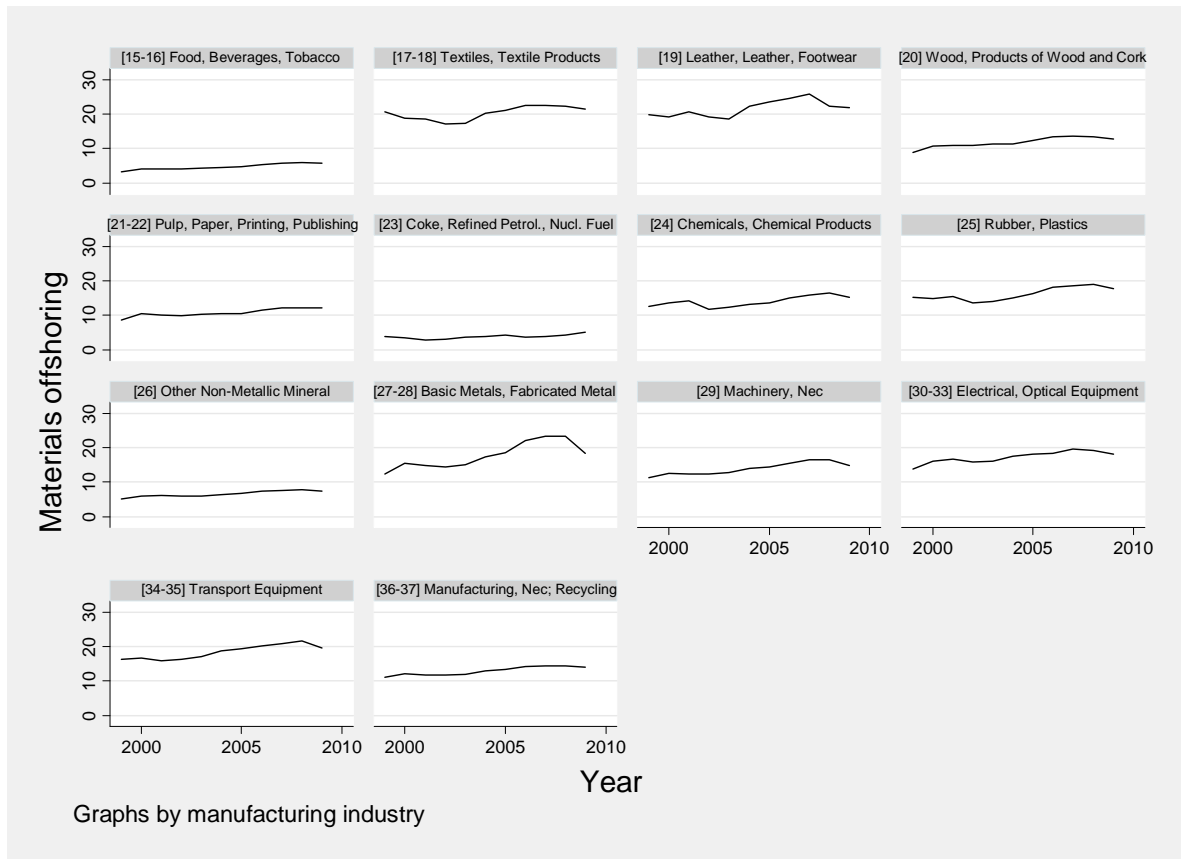 [15-16] Food, Beverages, Tobacco
[17-18] Textiles, Textile Products
[19] Leather, Leather, Footwear
[20] Wood, Products of Wood and Cork
30
20
10
0
[21-22] Pulp, Paper, Printing, Publishing
[23] Coke, Refined Petrol., Nucl. Fuel
[24] Chemicals, Chemical Products
[25] Rubber, Plastics
30
20
10
0
Materials offshoring
[26] Other Non-Metallic Mineral
[27-28] Basic Metals, Fabricated Metal
[29] Machinery, Nec
[30-33] Electrical, Optical Equipment
30
20
10
0
2000 2005 2010
2000 2005 2010
[34-35] Transport Equipment
[36-37] Manufacturing, Nec; Recycling
30
20
10
0
2000 2005 2010
2000 2005 2010
Year
Graphs by manufacturing industry